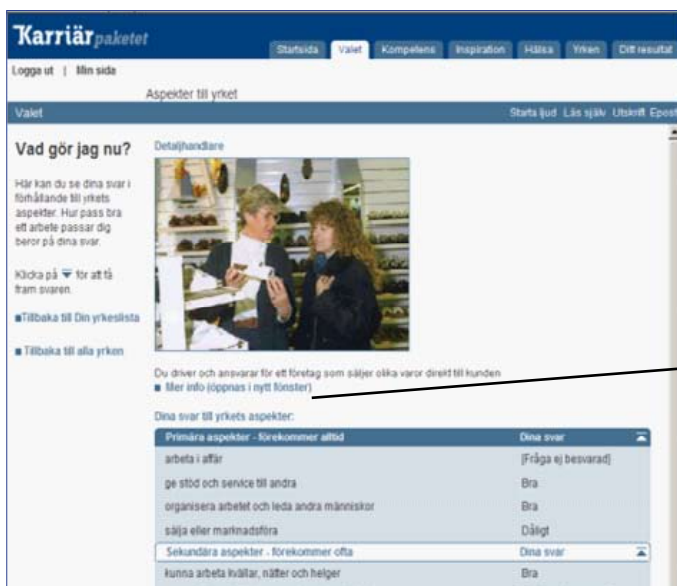 Karriärpaketet
Startsida Valet Kompetens Inspiration Hälsa Yrken Ditt resultat
Logga ut | Min sida
Aspekter till yrket
Valet
Starta ljud Läs själv Utskrift Epost
Vad gör jag nu?
Här kan du se dina svar i
förhållande till yrkets
aspekter. Hur pass bra
ett arbete passar dig
beror på dina svar.
Klicka på för att få
fram svaren.
Tillbaka till Din yrkeslista
Tillbaka till alla yrken
Detaljhandlare
Du driver och ansvarar för ett företag som säljer olika varor direkt till kunden
Mer info (öppnas i nytt fönster)
Dina svar till yrkets aspekter:
Primära aspekter - förekommer alltid Dina svar
arbeta i affär [Fråga ej besvarad]
ge stöd och service till andra Bra
organisera arbetet och leda andra människor Bra
sälja eller marknadsföra Dåligt
Sekundära aspekter - förekommer ofta Dina svar
kunna arbeta kvällar, nätter och helger Bra